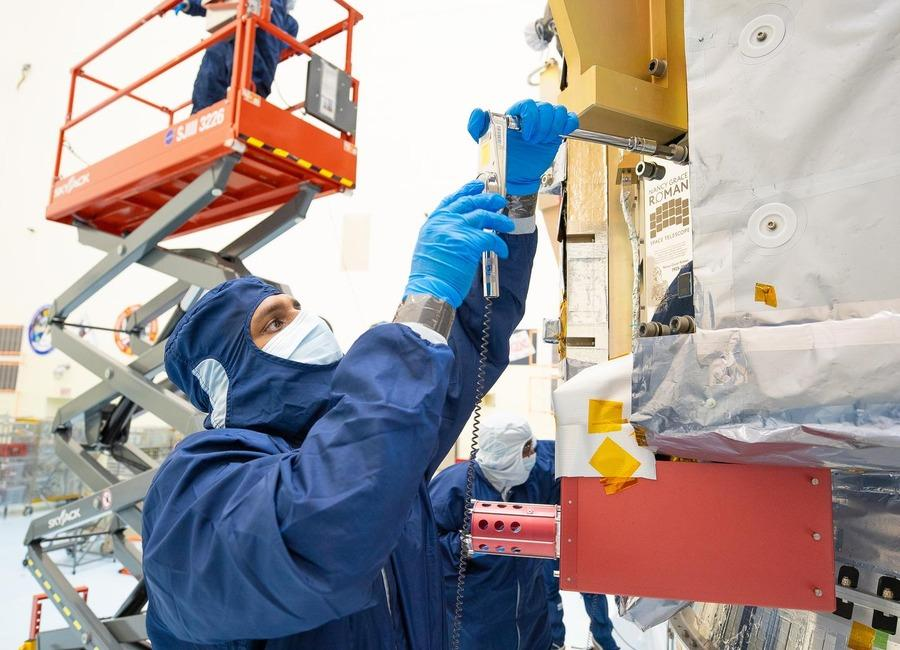 SJIII 3226
SKYJACK
NANCY GRACE
ROMAN
SPACE TELESCOPE
SKYJACK